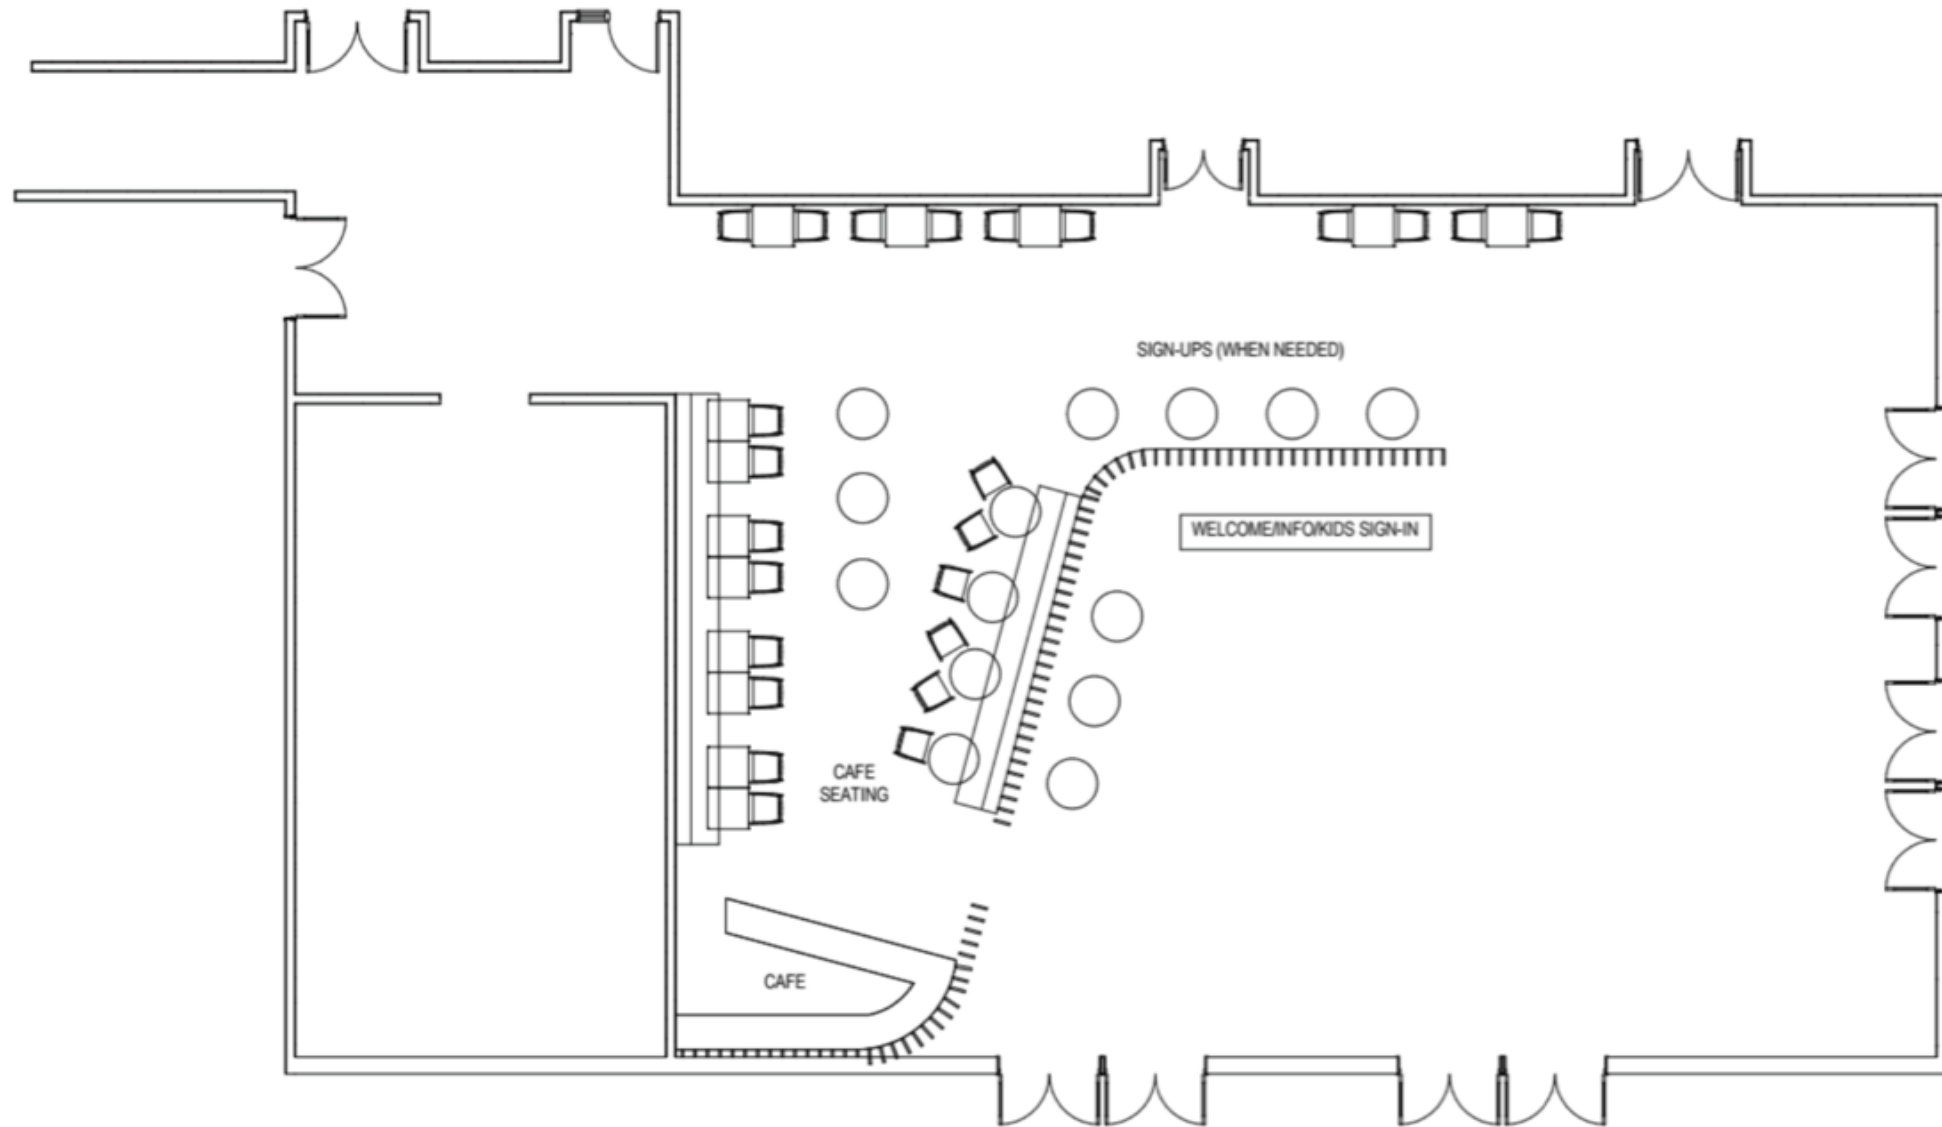 SIGN-UPS (WHEN NEEDED)
WELCOME/INFO/KIDS SIGN-IN
CAFE
SEATING
CAFE